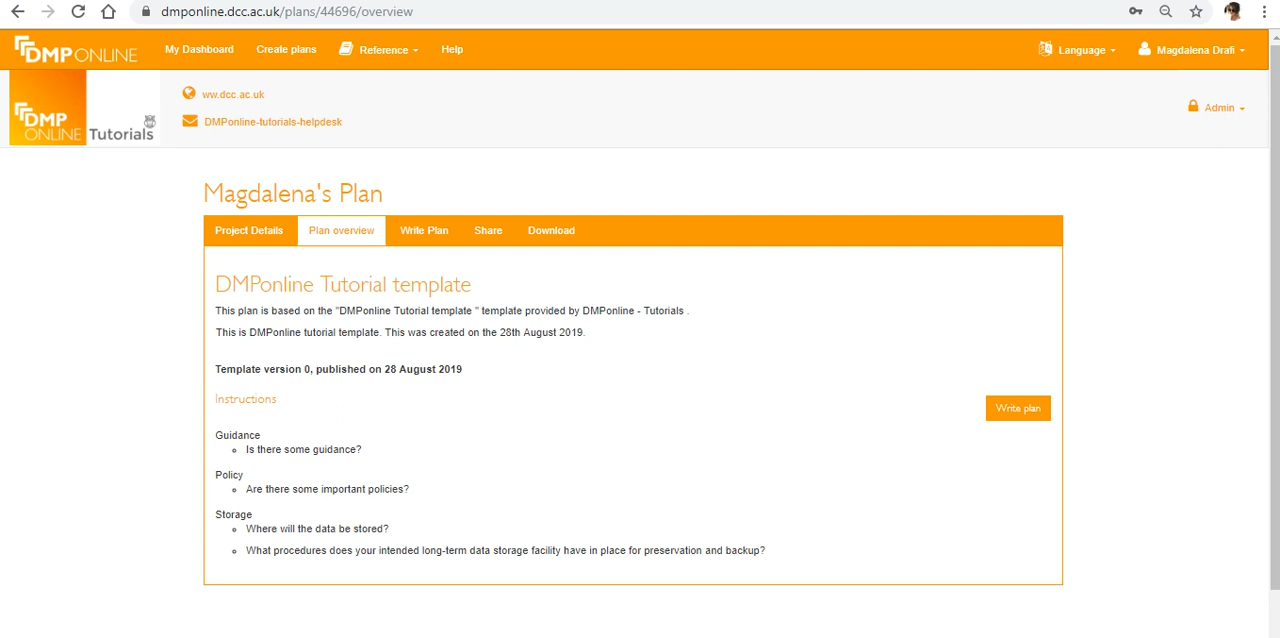 dmponline.dcc.ac.uk/plans/44696/overview
DMP ONLINE My Dashboard Create plans Reference Help Language Magdalena Drafi
DMP ONLINE Tutorials
ww.dcc.ac.uk
DMPonline-tutorials-helpdesk
Admin
Magdalena's Plan
Project Details Plan overview Write Plan Share Download
DMPonline Tutorial template
This plan is based on the "DMPonline Tutorial template " template provided by DMPonline - Tutorials .
This is DMPonline tutorial template. This was created on the 28th August 2019.
Template version 0, published on 28 August 2019
Instructions
Write plan
Guidance
Is there some guidance?
Policy
Are there some important policies?
Storage
Where will the data be stored?
What procedures does your intended long-term data storage facility have in place for preservation and backup?